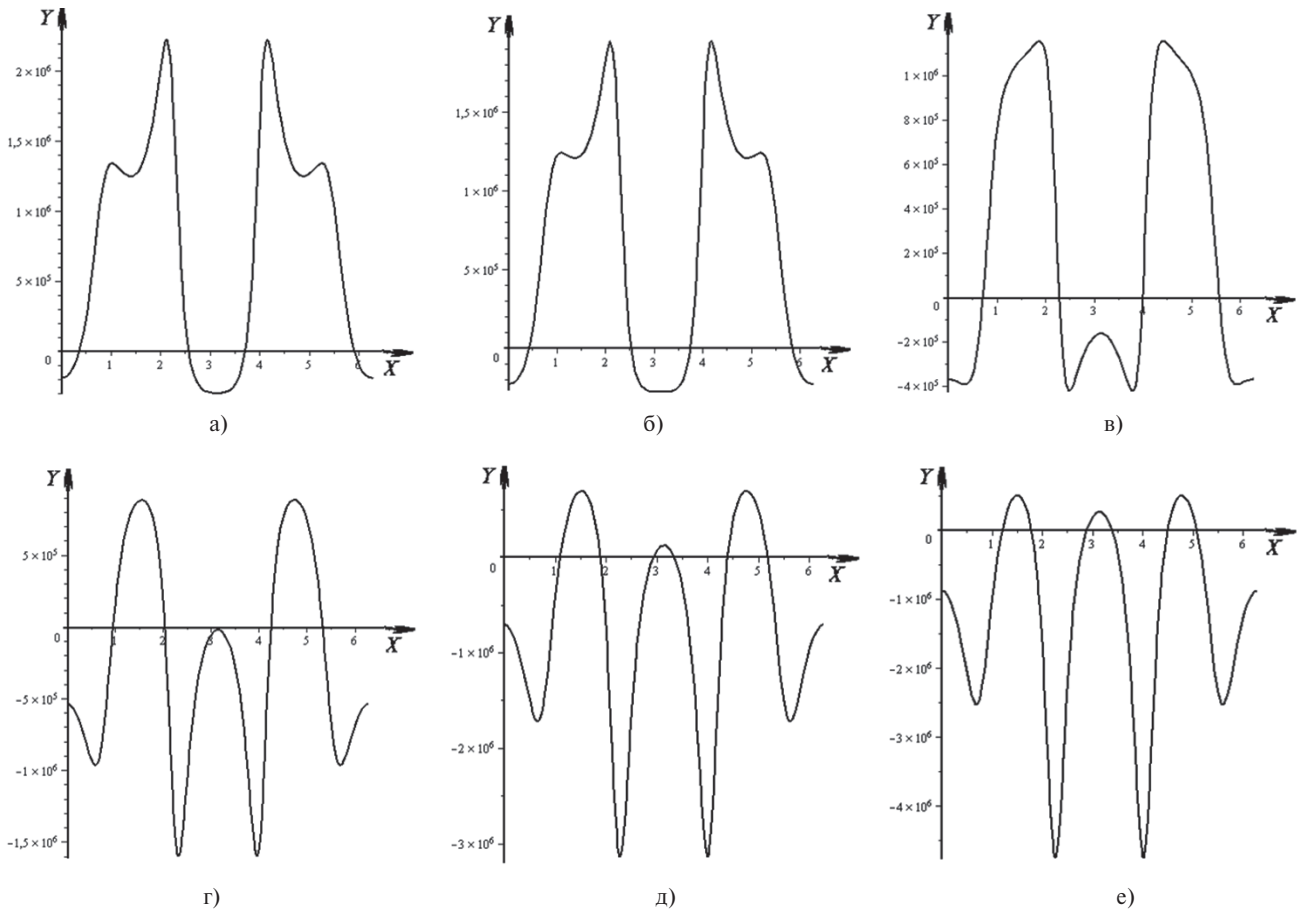 Y
2 × 10⁶
1,5 × 10⁶
1 × 10⁶
5 × 10⁵
0
1 2 3 4 5 6
X
а)
Y
1,5 × 10⁶
1 × 10⁶
5 × 10⁵
0
1 2 3 4 5 6
X
б)
Y
1 × 10⁶
8 × 10⁵
6 × 10⁵
4 × 10⁵
2 × 10⁵
0
1 2 3 4 5 6
X
−2 × 10⁵
−4 × 10⁵
в)
Y
5 × 10⁵
0
1 2 3 4 5 6
X
−5 × 10⁵
−1 × 10⁶
−1,5 × 10⁶
г)
Y
0
1 2 3 4 5 6
X
−1 × 10⁶
−2 × 10⁶
−3 × 10⁶
д)
Y
0
1 2 3 4 5 6
X
−1 × 10⁶
−2 × 10⁶
−3 × 10⁶
−4 × 10⁶
е)